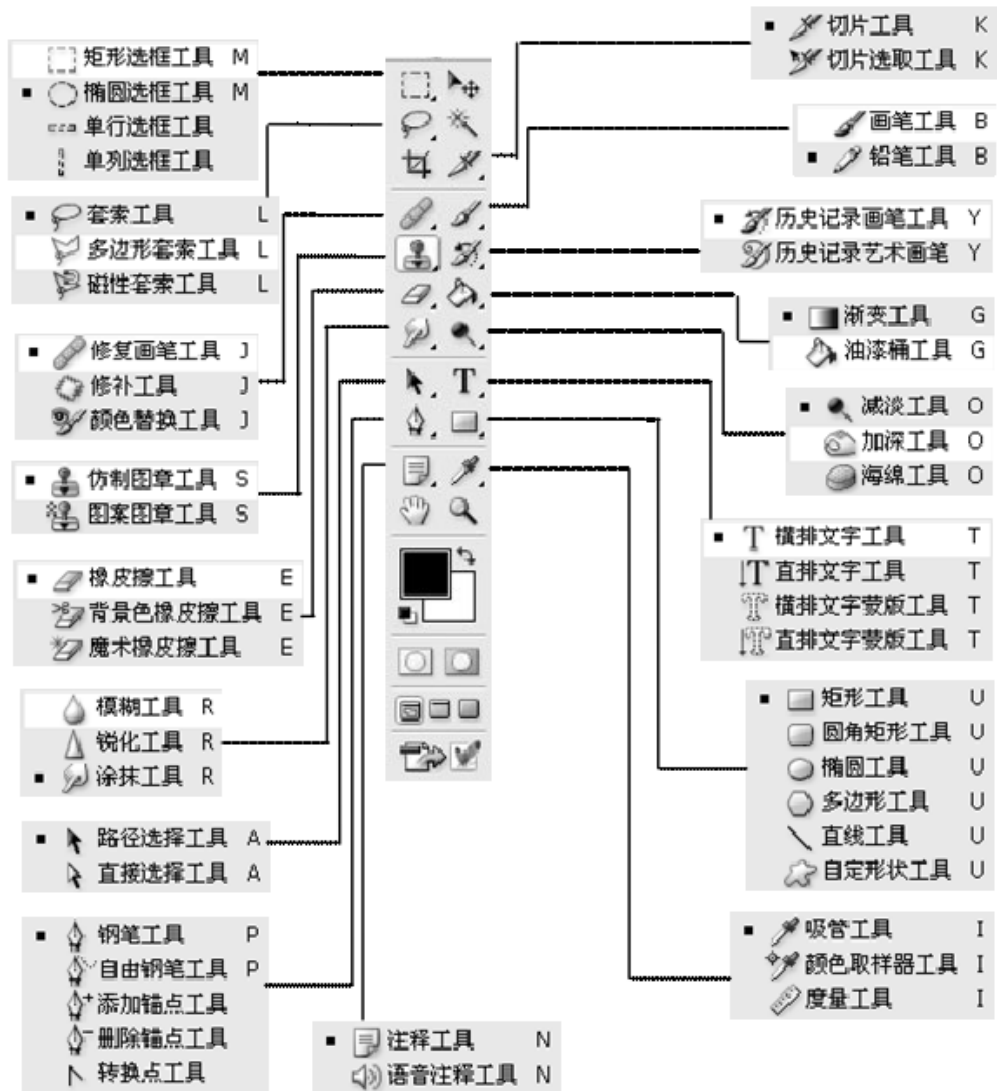 矩形选框工具 M
椭圆选框工具 M
单行选框工具
单列选框工具
套索工具 L
多边形套索工具 L
磁性套索工具 L
修复画笔工具 J
修补工具 J
颜色替换工具 J
仿制图章工具 S
图案图章工具 S
橡皮擦工具 E
背景色橡皮擦工具 E
魔术橡皮擦工具 E
模糊工具 R
锐化工具 R
涂抹工具 R
路径选择工具 A
直接选择工具 A
钢笔工具 P
自由钢笔工具 P
添加锚点工具
删除锚点工具
转换点工具
注释工具 N
语音注释工具 N
切片工具 K
切片选取工具 K
画笔工具 B
铅笔工具 B
历史记录画笔工具 Y
历史记录艺术画笔 Y
渐变工具 G
油漆桶工具 G
减淡工具 O
加深工具 O
海绵工具 O
横排文字工具 T
直排文字工具 T
横排文字蒙版工具 T
直排文字蒙版工具 T
矩形工具 U
圆角矩形工具 U
椭圆工具 U
多边形工具 U
直线工具 U
自定形状工具 U
吸管工具 I
颜色取样器工具 I
度量工具 I